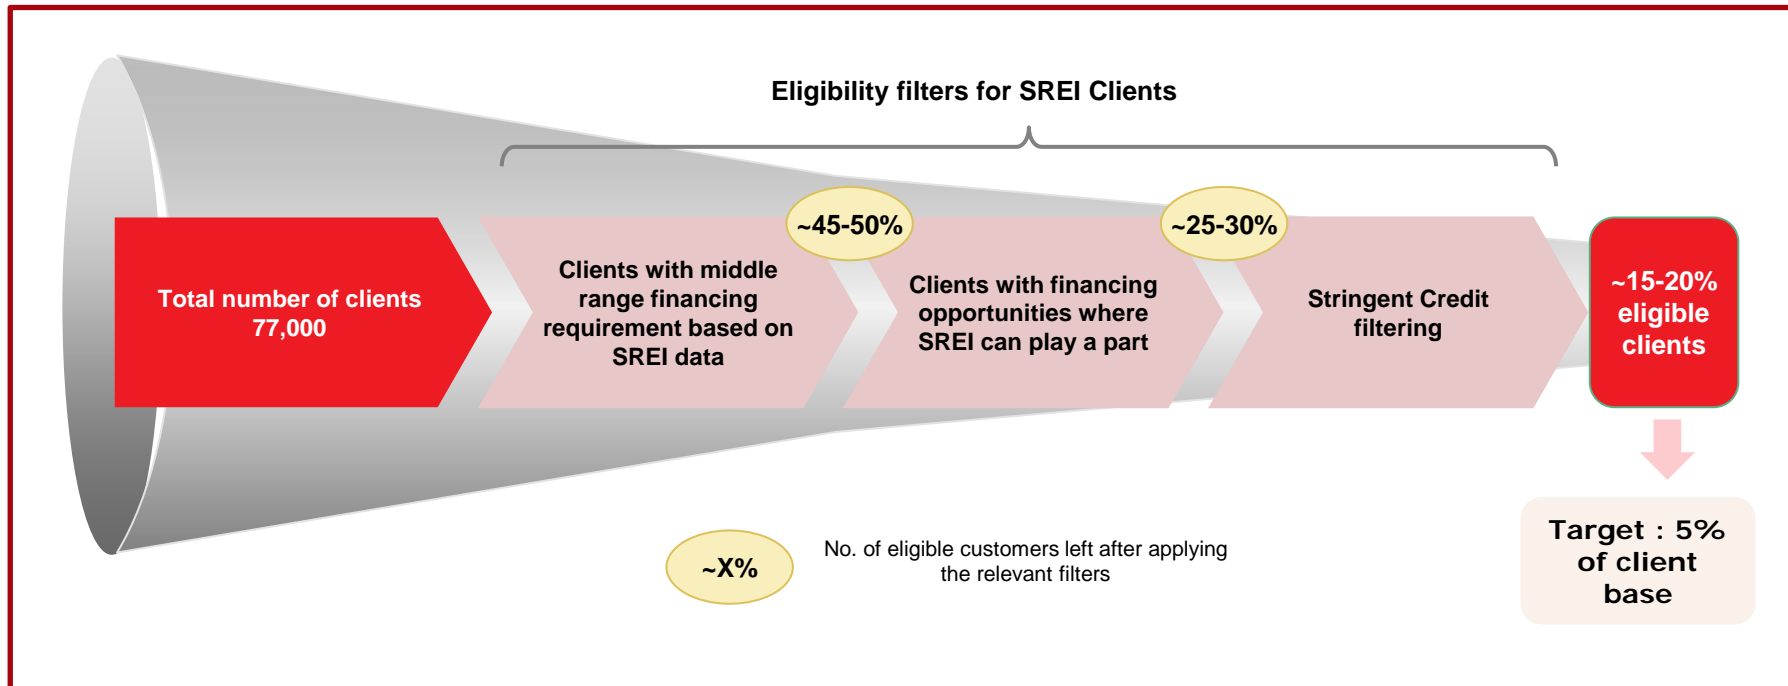 Eligibility filters for SREI Clients
Total number of clients
77,000
Clients with middle
range financing
requirement based on
SREI data
~45-50%
Clients with financing
opportunities where
SREI can play a part
~25-30%
Stringent Credit
filtering
~15-20%
eligible
clients
~X%
No. of eligible customers left after applying
the relevant filters
Target : 5%
of client
base